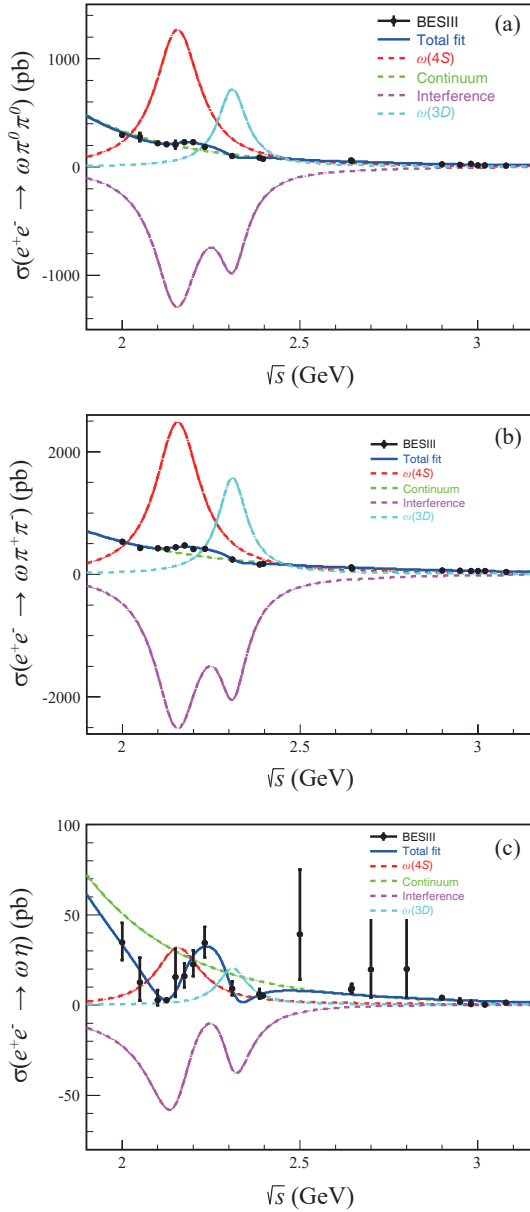 (a)
BESIII
Total fit
ω(4S)
Continuum
Interference
ω(3D)
1000
0
-1000
σ(e⁺e⁻ → ωπ⁰π⁰) (pb)
2
2.5
3
√s (GeV)
(b)
BESIII
Total fit
ω(4S)
Continuum
Interference
ω(3D)
2000
0
-2000
σ(e⁺e⁻ → ωπ⁺π⁻) (pb)
2
2.5
3
√s (GeV)
(c)
BESIII
Total fit
ω(4S)
Continuum
Interference
ω(3D)
100
50
0
-50
σ(e⁺e⁻ → ωη) (pb)
2
2.5
3
√s (GeV)